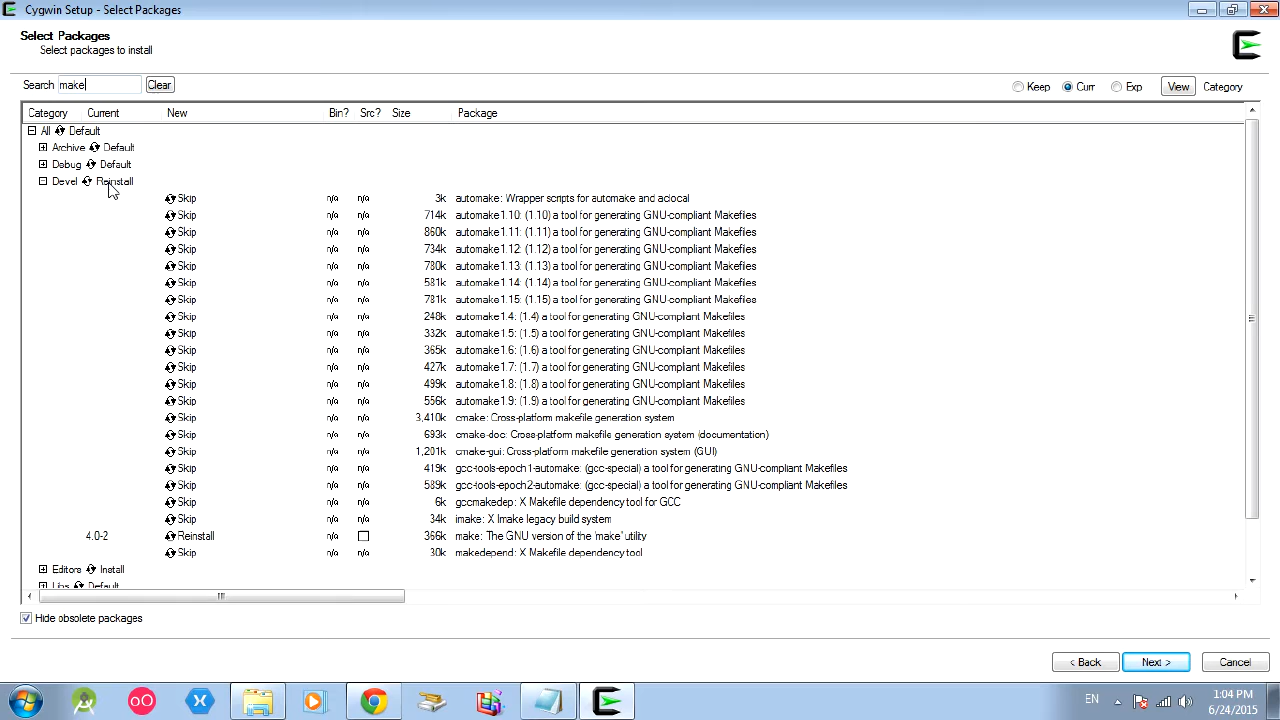 Cygwin Setup - Select Packages
Select Packages
Select packages to install
Search make Clear Keep Curr Exp View Category
Category Current New Bin? Src? Size Package
All Default
Archive Default
Debug Default
Devel Reinstall
Skip n/a n/a 3k automake: Wrapper scripts for automake and aclocal
Skip n/a n/a 714k automake1.10: (1.10) a tool for generating GNU-compliant Makefiles
Skip n/a n/a 860k automake1.11: (1.11) a tool for generating GNU-compliant Makefiles
Skip n/a n/a 734k automake1.12: (1.12) a tool for generating GNU-compliant Makefiles
Skip n/a n/a 780k automake1.13: (1.13) a tool for generating GNU-compliant Makefiles
Skip n/a n/a 581k automake1.14: (1.14) a tool for generating GNU-compliant Makefiles
Skip n/a n/a 781k automake1.15: (1.15) a tool for generating GNU-compliant Makefiles
Skip n/a n/a 248k automake1.4: (1.4) a tool for generating GNU-compliant Makefiles
Skip n/a n/a 332k automake1.5: (1.5) a tool for generating GNU-compliant Makefiles
Skip n/a n/a 365k automake1.6: (1.6) a tool for generating GNU-compliant Makefiles
Skip n/a n/a 427k automake1.7: (1.7) a tool for generating GNU-compliant Makefiles
Skip n/a n/a 499k automake1.8: (1.8) a tool for generating GNU-compliant Makefiles
Skip n/a n/a 556k automake1.9: (1.9) a tool for generating GNU-compliant Makefiles
Skip n/a n/a 3,410k cmake: Cross-platform makefile generation system
Skip n/a n/a 693k cmake-doc: Cross-platform makefile generation system (documentation)
Skip n/a n/a 1,201k cmake-gui: Cross-platform makefile generation system (GUI)
Skip n/a n/a 419k gcc-tools-epoch1-automake: (gcc-special) a tool for generating GNU-compliant Makefiles
Skip n/a n/a 589k gcc-tools-epoch2-automake: (gcc-special) a tool for generating GNU-compliant Makefiles
Skip n/a n/a 6k gccmakedep: X Makefile dependency tool for GCC
Skip n/a n/a 34k imake: X Imake legacy build system
4.0-2 Reinstall n/a 366k make: The GNU version of the 'make' utility
Skip n/a n/a 30k makedepend: X Makefile dependency tool
Editors Install
Libs Default
Hide obsolete packages
< Back Next > Cancel
EN 1:04 PM
6/24/2015